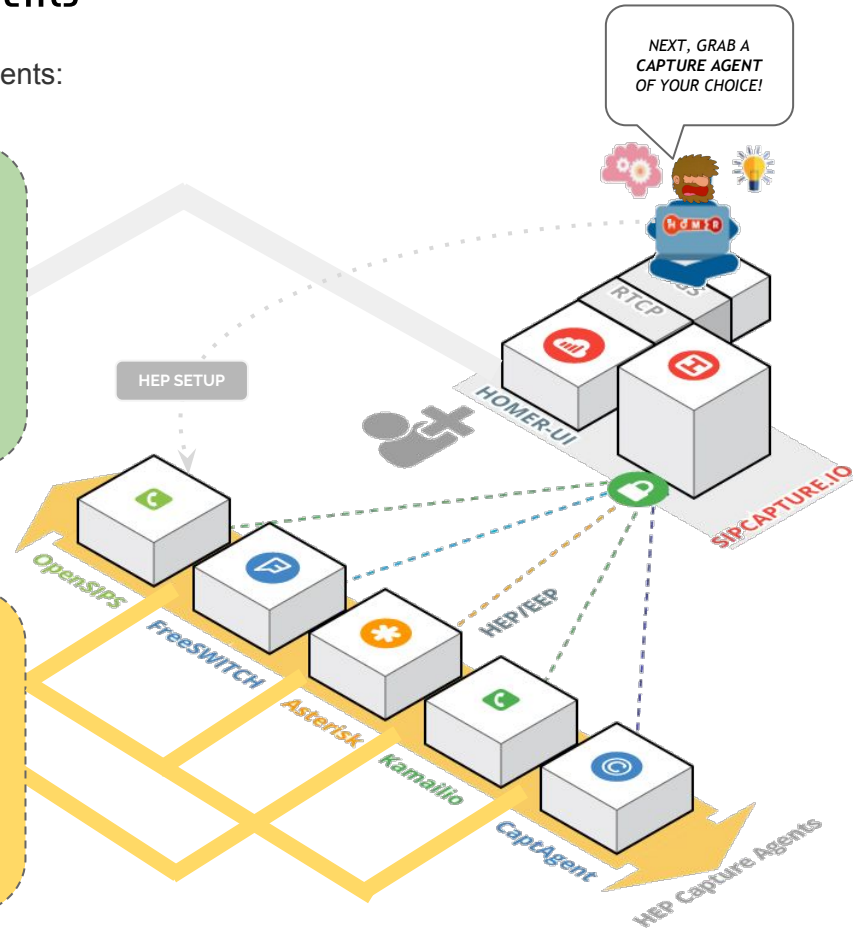 ents:
NEXT, GRAB A
CAPTURE AGENT
OF YOUR CHOICE!
HOMER
RTCP
HEP SETUP
HOMER-UI
SIPCAPTURE.IO
OpenSIPS
FreeSWITCH
HEP/EEP
Asterisk
Kamailio
CaptAgent
HEP Capture Agents